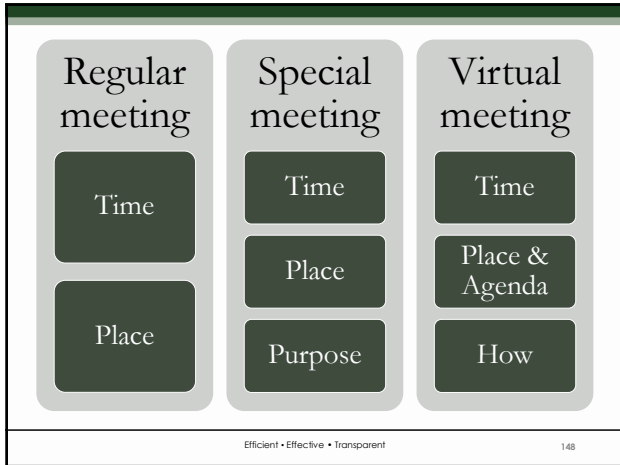 Regular
meeting
Time
Place
Special
meeting
Time
Place
Purpose
Virtual
meeting
Time
Place &
Agenda
How
Efficient • Effective • Transparent
148